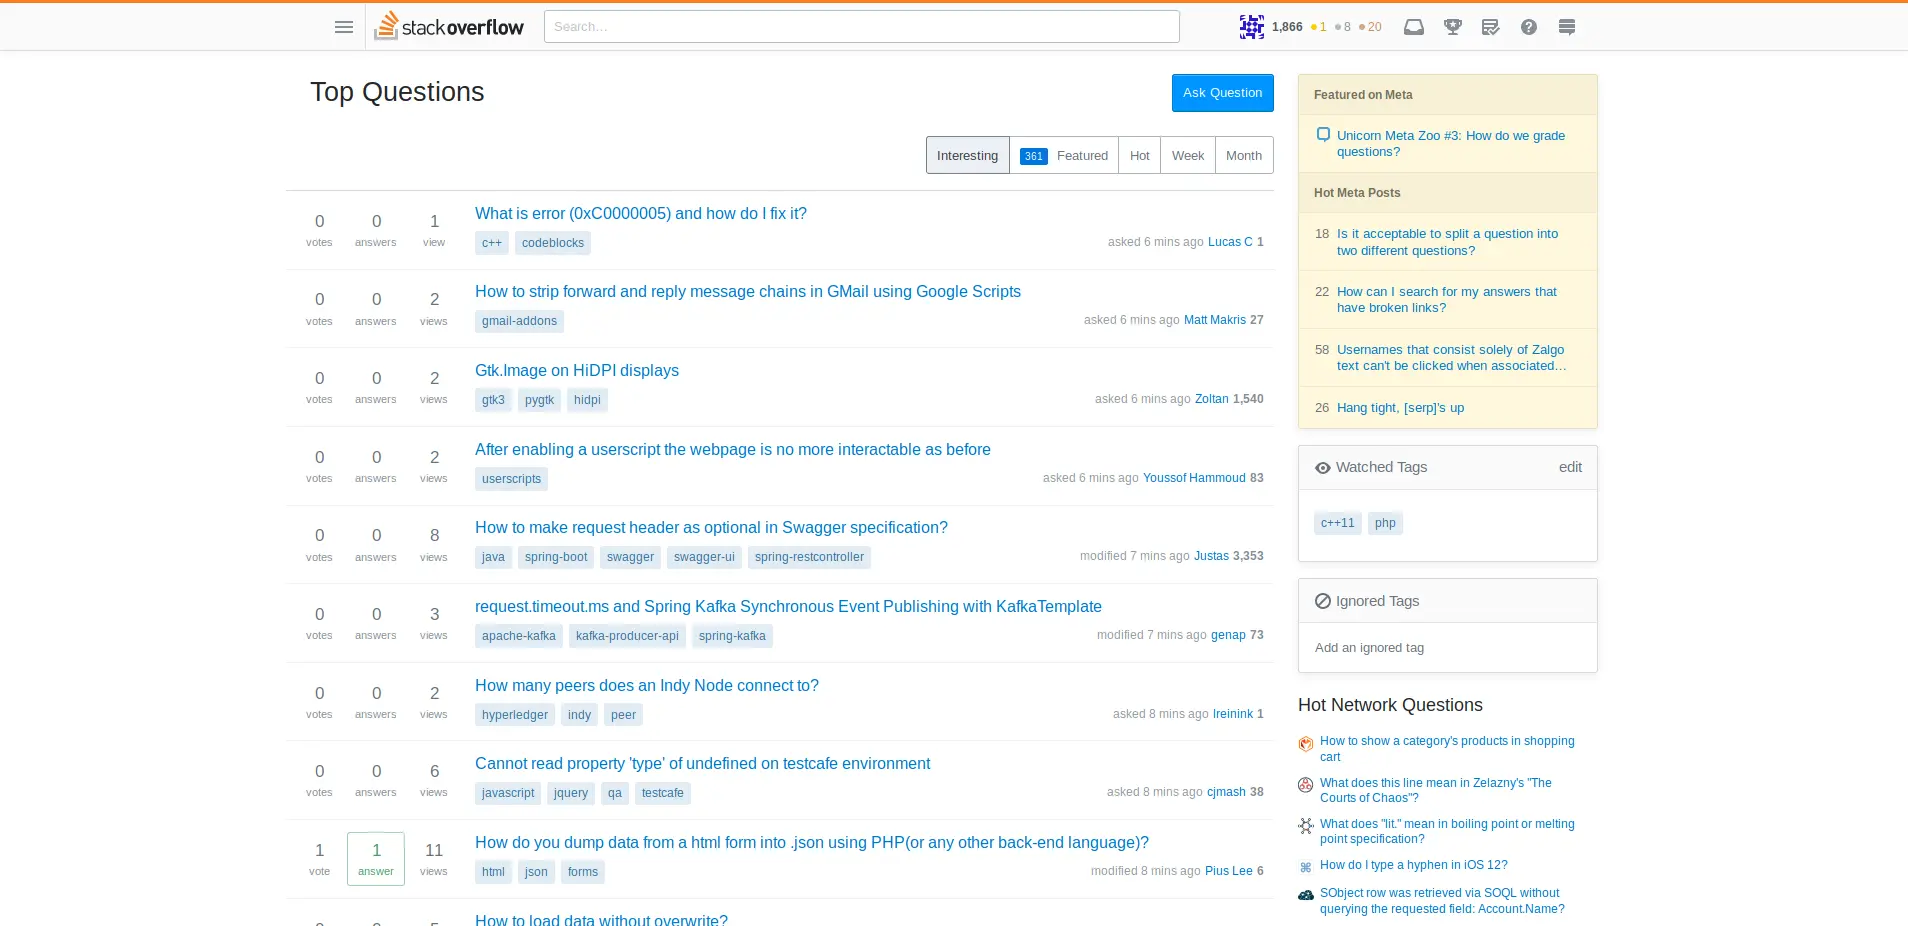 stackoverflow
Search…
1,866 1 8 20
Top Questions
Ask Question
Interesting
361 Featured
Hot
Week
Month
0 votes 0 answers 1 view
What is error (0xC0000005) and how do I fix it?
c++ codeblocks
asked 6 mins ago Lucas C 1
0 votes 0 answers 2 views
How to strip forward and reply message chains in GMail using Google Scripts
gmail-addons
asked 6 mins ago Matt Makris 27
0 votes 0 answers 2 views
Gtk.Image on HiDPI displays
gtk3 pygtk hidpi
asked 6 mins ago Zoltan 1,540
0 votes 0 answers 2 views
After enabling a userscript the webpage is no more interactable as before
userscripts
asked 6 mins ago Youssof Hammoud 83
0 votes 0 answers 8 views
How to make request header as optional in Swagger specification?
java spring-boot swagger swagger-ui spring-restcontroller
modified 7 mins ago Justas 3,353
0 votes 0 answers 3 views
request.timeout.ms and Spring Kafka Synchronous Event Publishing with KafkaTemplate
apache-kafka kafka-producer-api spring-kafka
modified 7 mins ago genap 73
0 votes 0 answers 2 views
How many peers does an Indy Node connect to?
hyperledger indy peer
asked 8 mins ago lreinink 1
0 votes 0 answers 6 views
Cannot read property 'type' of undefined on testcafe environment
javascript jquery qa testcafe
asked 8 mins ago cjmash 38
1 vote 1 answer 11 views
How do you dump data from a html form into .json using PHP(or any other back-end language)?
html json forms
modified 8 mins ago Pius Lee 6
How to load data without overwrite?
Featured on Meta
Unicorn Meta Zoo #3: How do we grade
questions?
Hot Meta Posts
18 Is it acceptable to split a question into
two different questions?
22 How can I search for my answers that
have broken links?
58 Usernames that consist solely of Zalgo
text can't be clicked when associated…
26 Hang tight, [serp]'s up
Watched Tags edit
c++11 php
Ignored Tags
Add an ignored tag
Hot Network Questions
How to show a category's products in shopping
cart
What does this line mean in Zelazny's "The
Courts of Chaos"?
What does "lit." mean in boiling point or melting
point specification?
How do I type a hyphen in iOS 12?
SObject row was retrieved via SOQL without
querying the requested field: Account.Name?